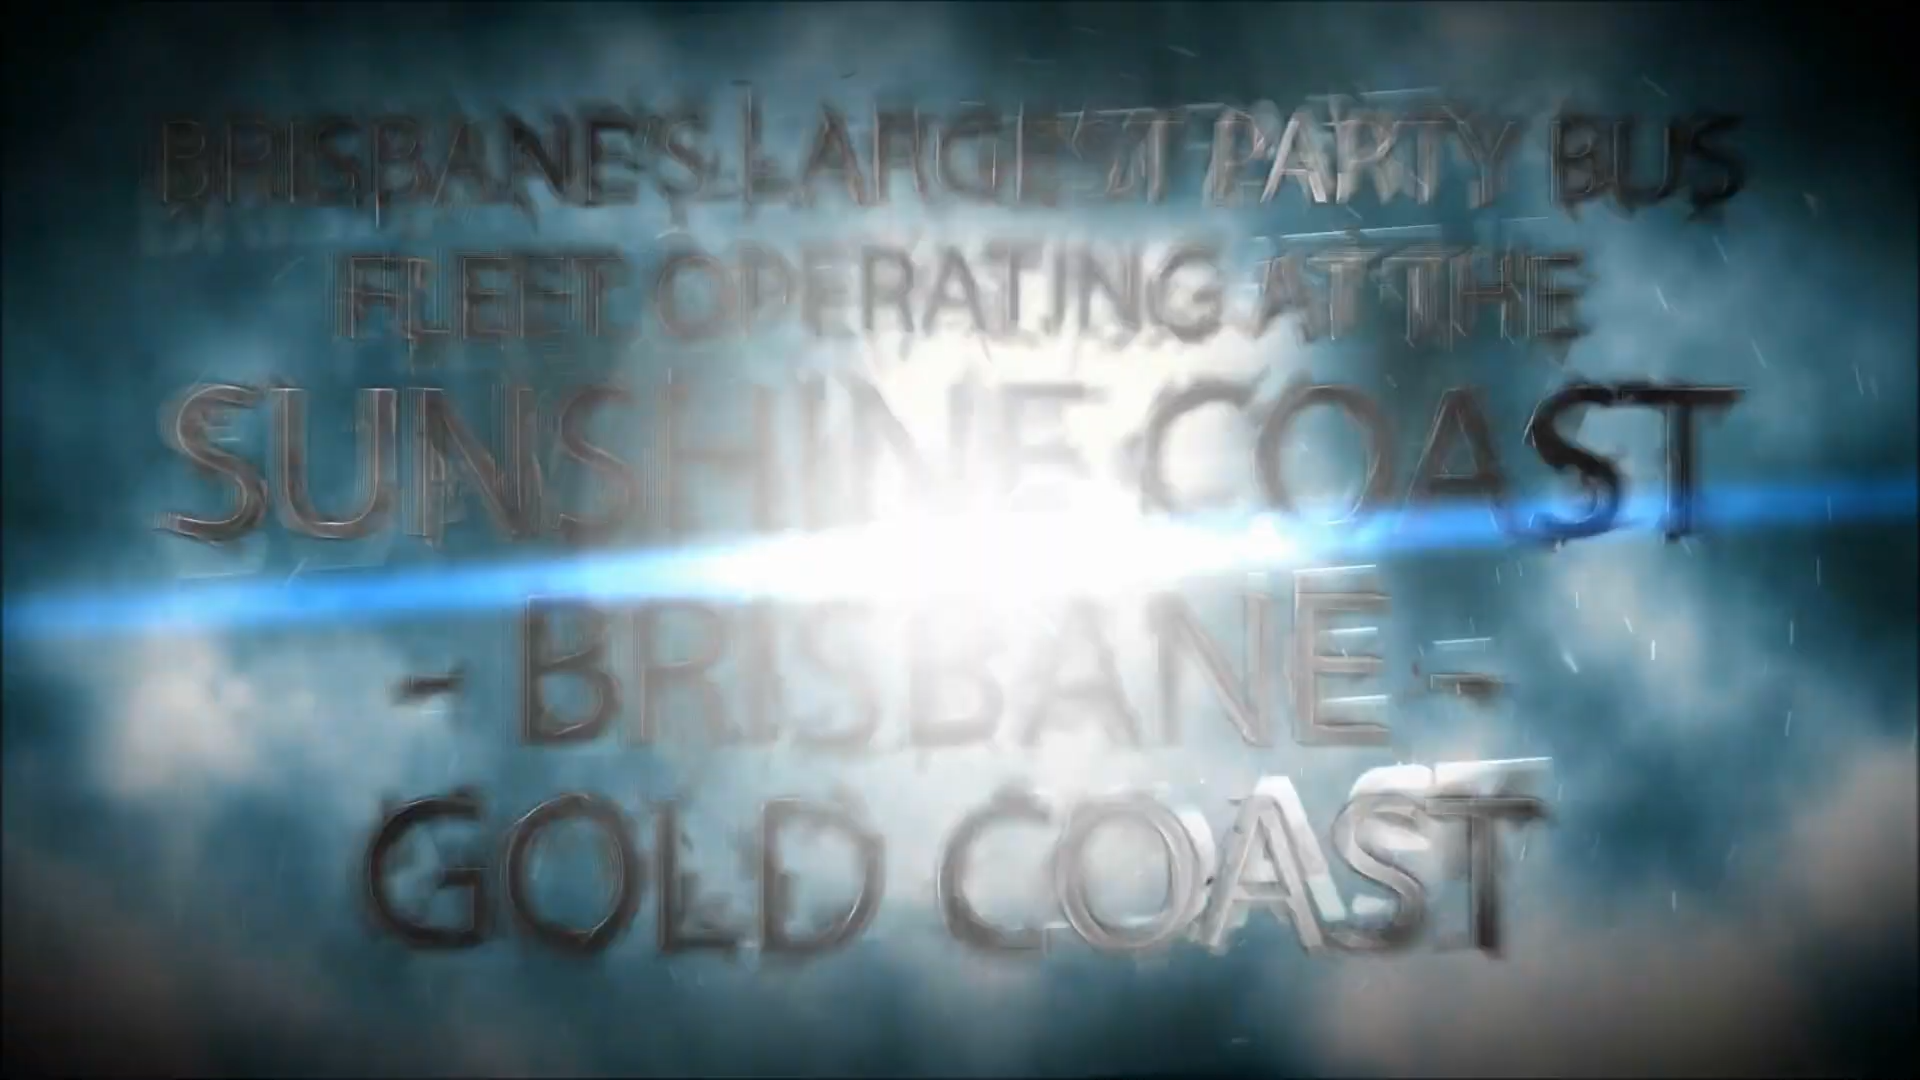 BRISBANE'S LARGEST PARTY BUS
FLEET OPERATING AT THE
SUNSHINE COAST
- BRISBANE -
GOLD COAST